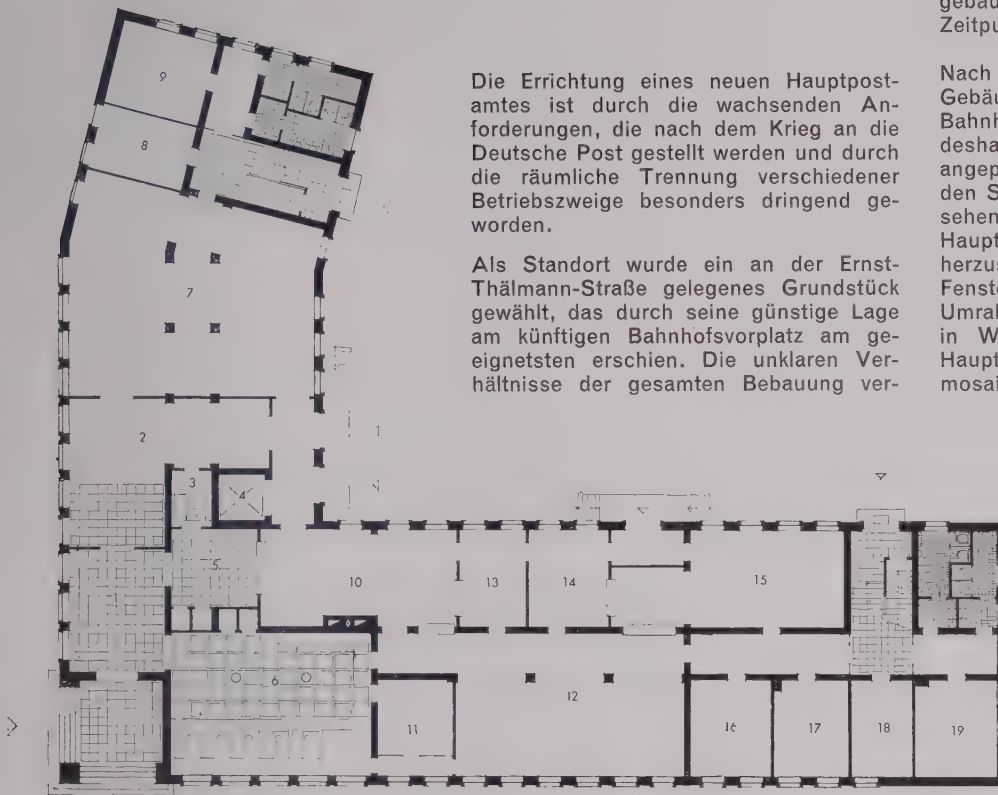 Die Errichtung eines neuen Hauptpost-
amtes ist durch die wachsenden An-
forderungen, die nach dem Krieg an die
Deutsche Post gestellt werden und durch
die räumliche Trennung verschiedener
Betriebszweige besonders dringend ge-
worden.
Als Standort wurde ein an der Ernst-
Thälmann-Straße gelegenes Grundstück
gewählt, das durch seine günstige Lage
am künftigen Bahnhofsvorplatz am ge-
eignetsten erschien. Die unklaren Ver-
hältnisse der gesamten Bebauung ver-
Zeitpu
Nach
Gebäu
Bahnh
desha
angep
den S
sehen
Haupt
herzus
Fenste
Umral
in W
Haupt
mosai
9
8
7
2
1
3
4
5
10
13
14
15
6
11
12
16
17
18
19